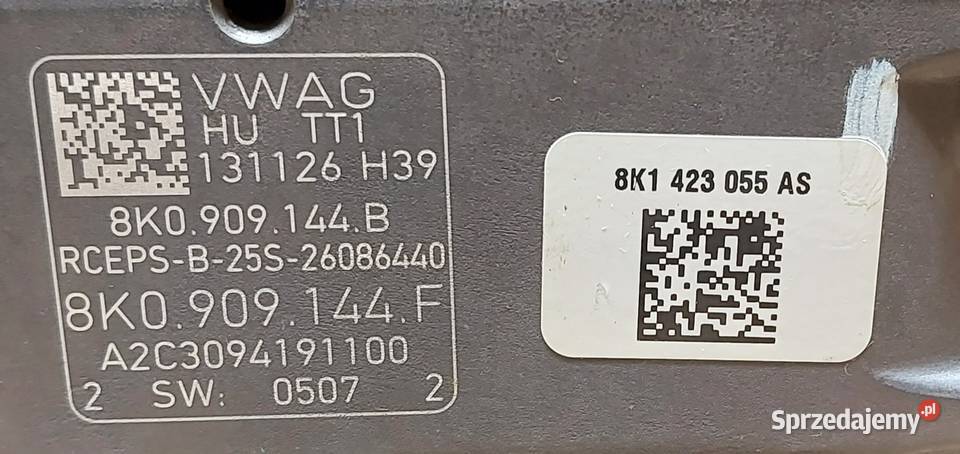 VWAG
HU TT1
131126 H39
8K0.909.144.B
RCEPS-B-25S-26086440
8K0.909.144.F
A2C3094191100
2 SW: 0507 2
8K1 423 055 AS
Sprzedajemy.pl